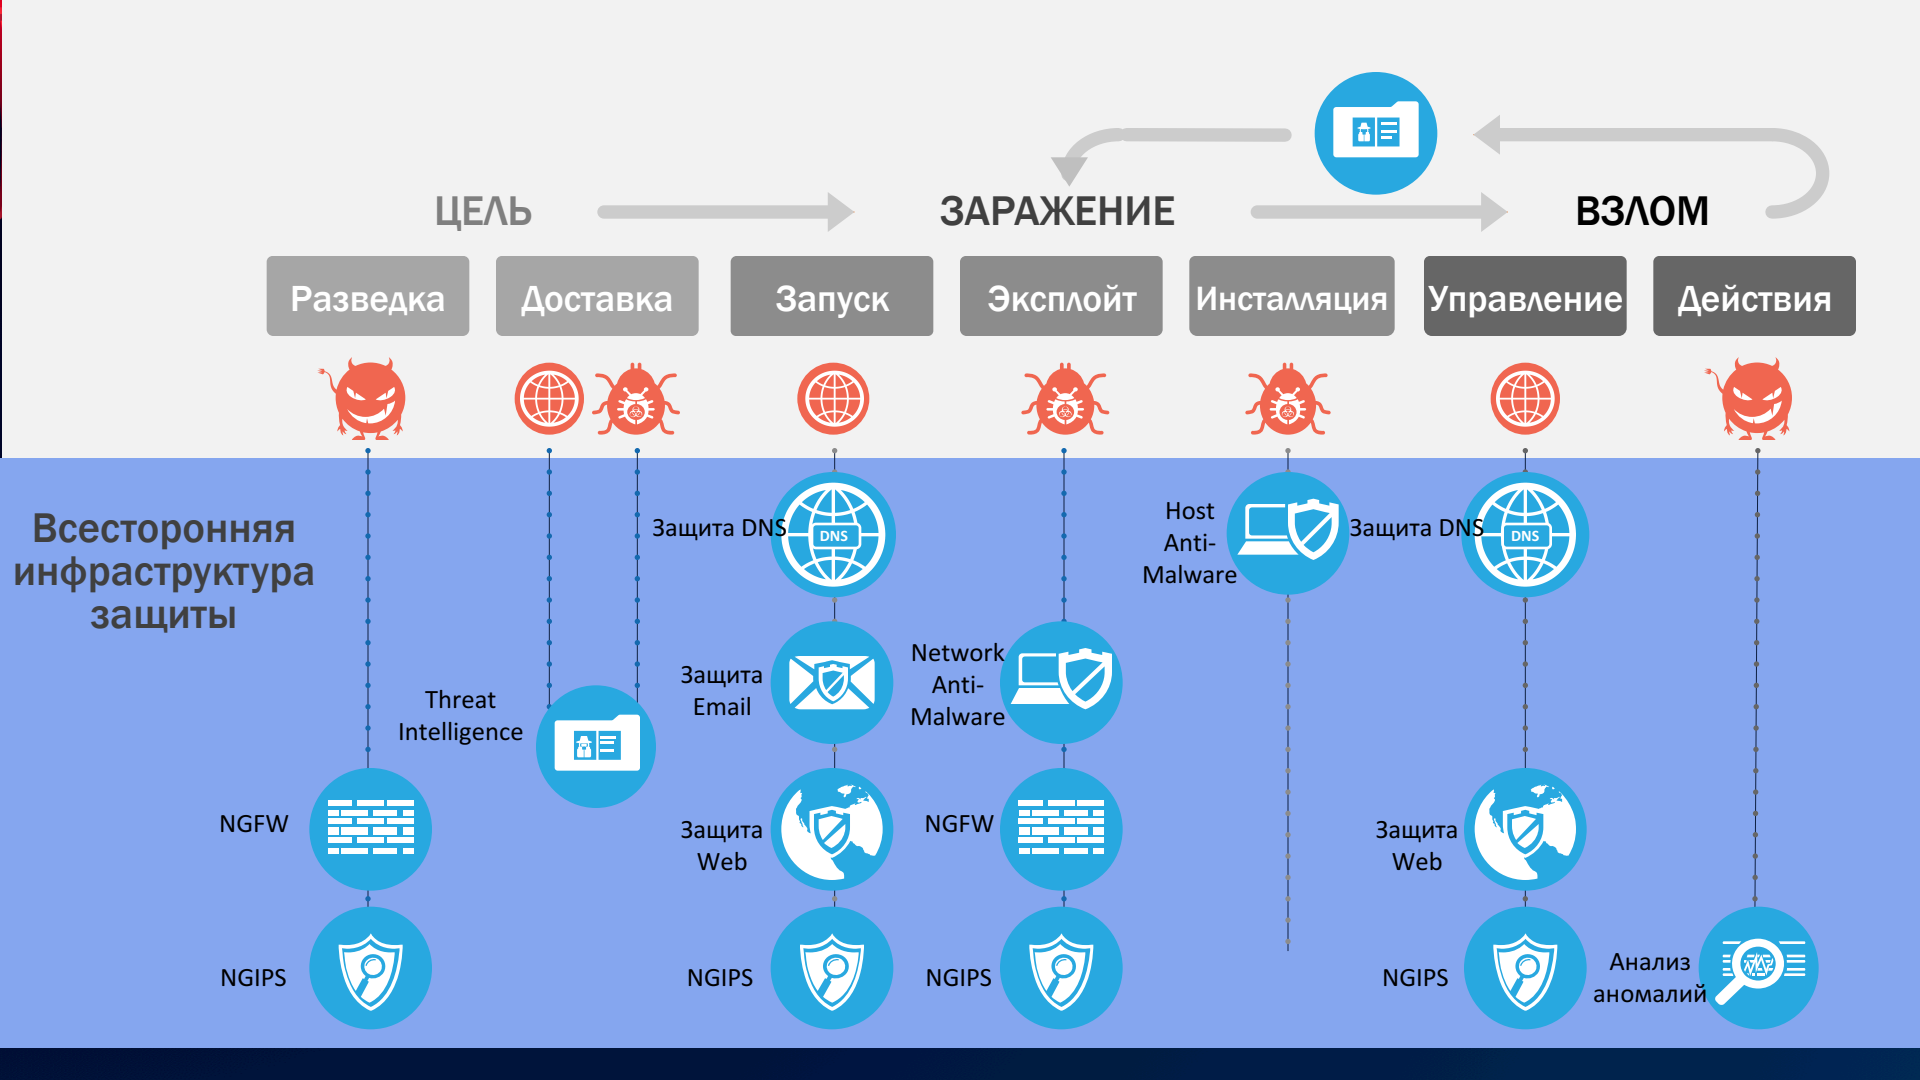 ЦЕЛЬ
ЗАРАЖЕНИЕ
ВЗЛОМ
Разведка
Доставка
Запуск
Эксплойт
Инсталляция
Управление
Действия
Всесторонняя
инфраструктура
защиты
NGFW
NGIPS
Threat
Intelligence
Защита DNS
DNS
Защита
Email
Защита
Web
NGIPS
Network
Anti-
Malware
NGFW
NGIPS
Host
Anti-
Malware
Защита DNS
DNS
Защита
Web
NGIPS
Анализ
аномалий